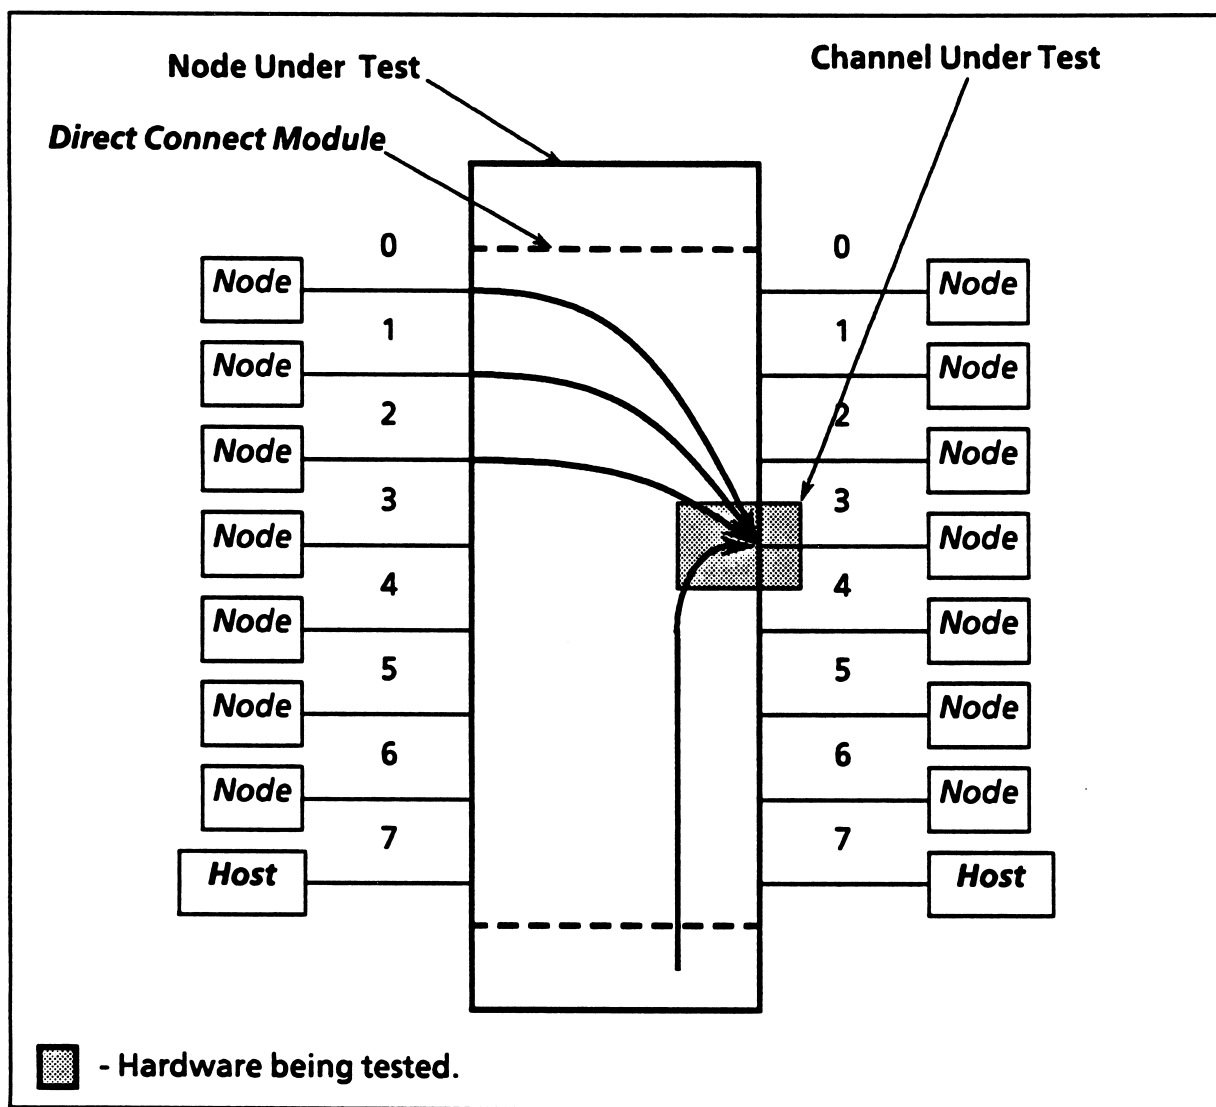 Node Under Test
Channel Under Test
Direct Connect Module
0
0
Node
Node
1
1
Node
Node
2
2
Node
Node
3
3
Node
Node
4
4
Node
Node
5
5
Node
Node
6
6
Node
Node
7
7
Host
Host
- Hardware being tested.